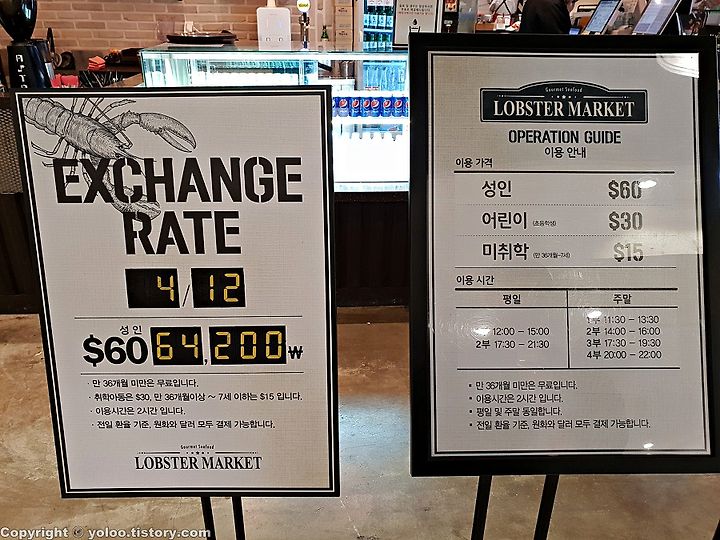 EXCHANGE
RATE
4/12
성인
$60 64,200₩
· 만 36개월 미만은 무료입니다.
· 취학아동은 $30, 만 36개월이상 ~ 7세 이하는 $15 입니다.
· 이용시간은 2시간 입니다.
· 전일 환율 기준, 원화와 달러 모두 결제 가능합니다.
Gourmet Seafood
LOBSTER MARKET
Gourmet Seafood
LOBSTER MARKET
OPERATION GUIDE
이용 안내
이용 가격
성인 $60
어린이 (초등학생) $30
미취학 (만 36개월~7세) $15
이용 시간
평일 주말
12:00 - 15:00
2부 17:30 - 21:30
1부 11:30 - 13:30
2부 14:00 - 16:00
3부 17:30 - 19:30
4부 20:00 - 22:00
▪ 만 36개월 미만은 무료입니다.
▪ 이용시간은 2시간 입니다.
▪ 평일 및 주말 동일합니다.
▪ 전일 환율 기준, 원화와 달러 모두 결제 가능합니다.
Copyright @ yoloo.tistory.com